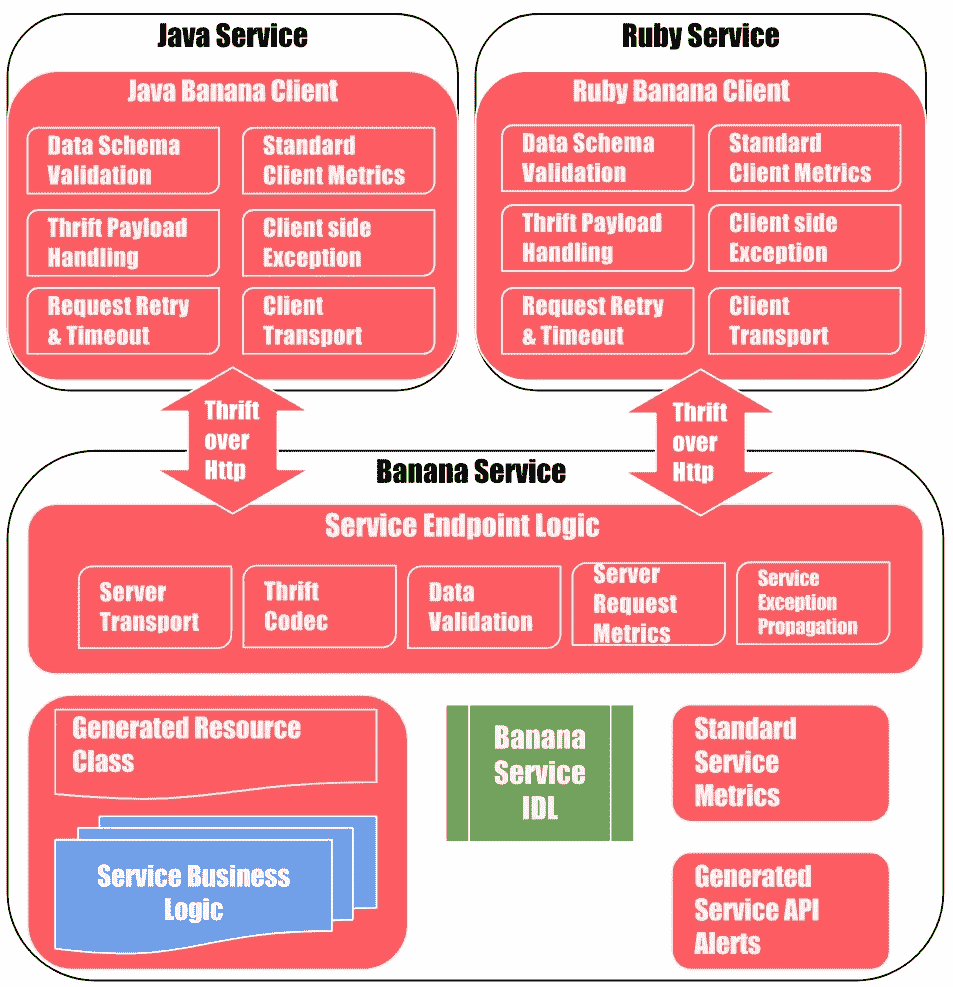 Java Service
Java Banana Client
Data Schema
Validation
Standard
Client Metrics
Thrift Payload
Handling
Client side
Exception
Request Retry
& Timeout
Client
Transport
Ruby Service
Ruby Banana Client
Data Schema
Validation
Standard
Client Metrics
Thrift Payload
Handling
Client side
Exception
Request Retry
& Timeout
Client
Transport
Thrift
over
Http
Thrift
over
Http
Banana Service
Service Endpoint Logic
Server
Transport
Thrift
Codec
Data
Validation
Server
Request
Metrics
Service
Exception
Propagation
Generated Resource
Class
Service Business
Logic
Banana
Service
IDL
Standard
Service
Metrics
Generated
Service API
Alerts